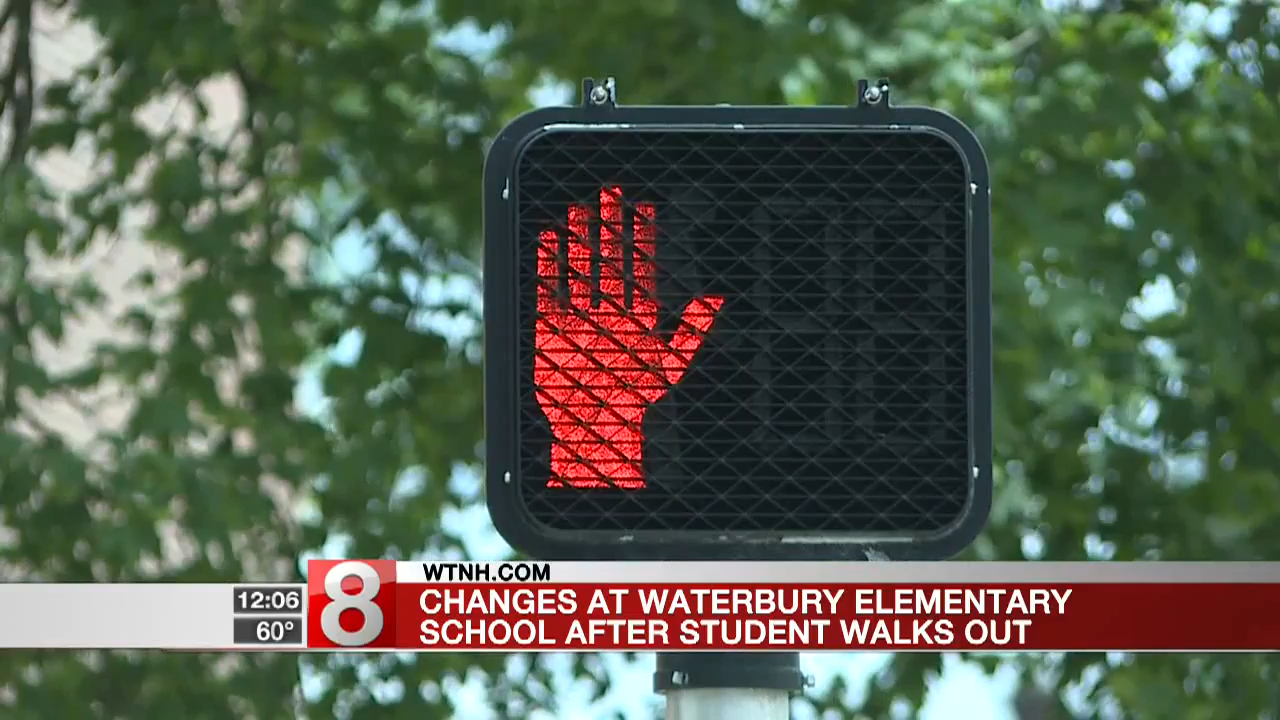 WTNH.COM
12:06
8
CHANGES AT WATERBURY ELEMENTARY
60°
SCHOOL AFTER STUDENT WALKS OUT